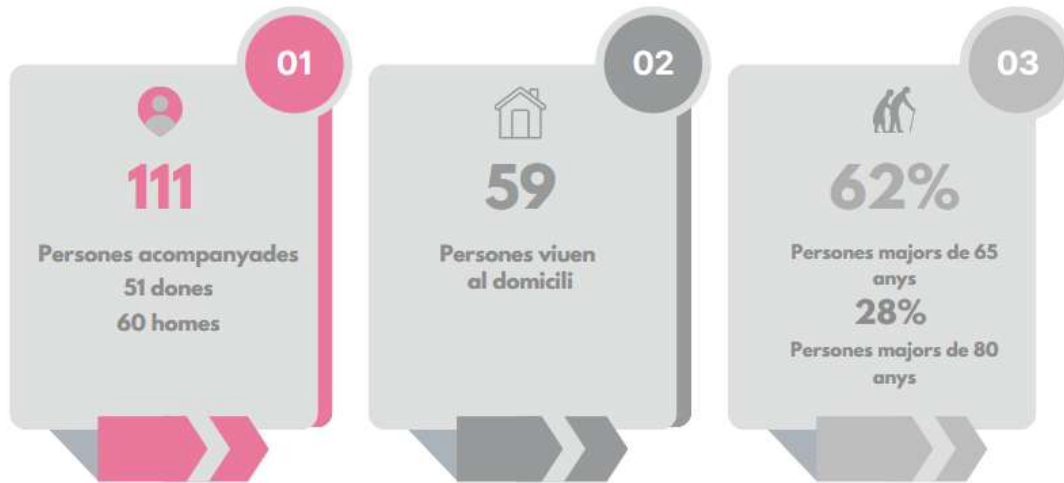 01
111
Persones acompanyades
51 dones
60 homes
02
59
Persones viuen
al domicili
03
62%
Persones majors de 65
anys
28%
Persones majors de 80
anys